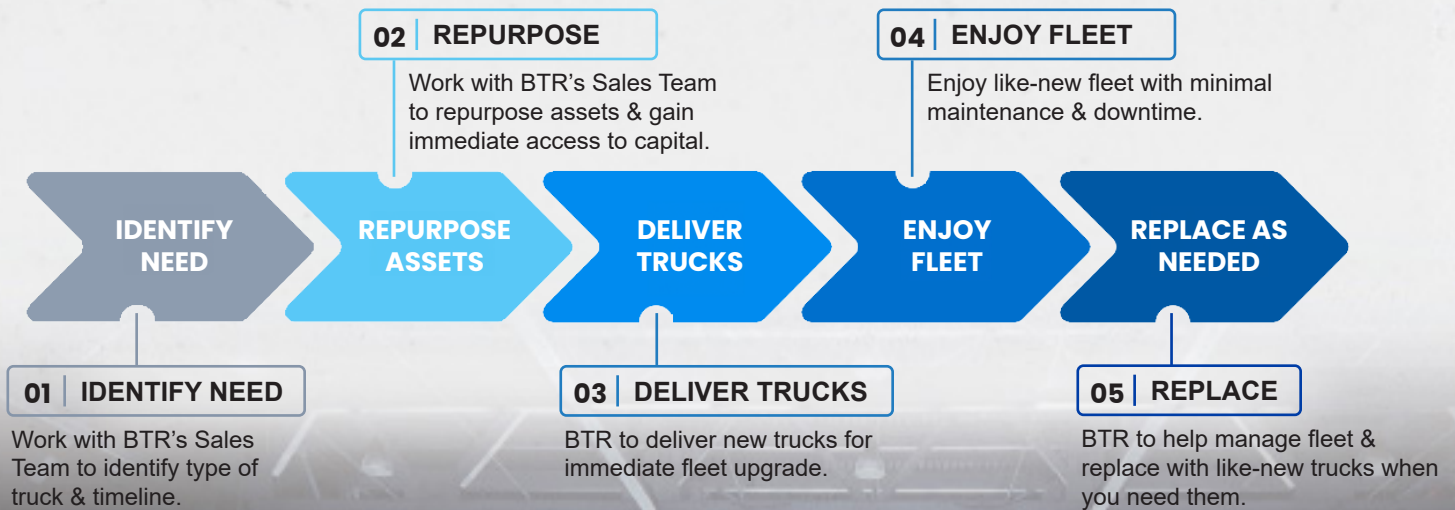 02 | REPURPOSE
Work with BTR's Sales Team
to repurpose assets & gain
immediate access to capital.
04 | ENJOY FLEET
Enjoy like-new fleet with minimal
maintenance & downtime.
IDENTIFY
NEED
REPURPOSE
ASSETS
DELIVER
TRUCKS
ENJOY
FLEET
REPLACE AS
NEEDED
01 | IDENTIFY NEED
Work with BTR's Sales
Team to identify type of
truck & timeline.
03 | DELIVER TRUCKS
BTR to deliver new trucks for
immediate fleet upgrade.
05 | REPLACE
BTR to help manage fleet &
replace with like-new trucks when
you need them.